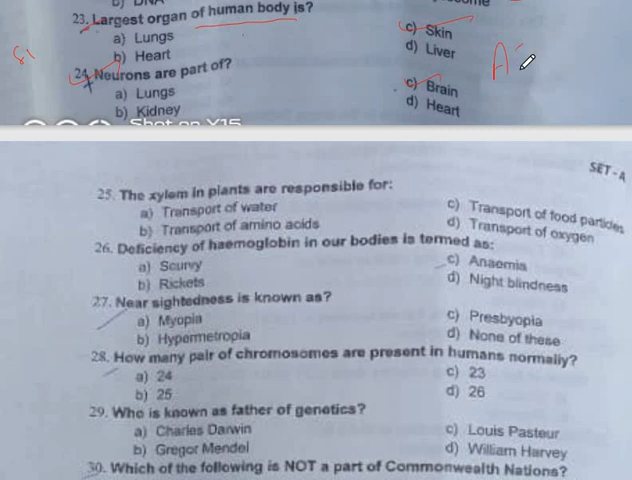 b) DNA
23. Largest organ of human body is?
a) Lungs
c) Skin
b) Heart
d) Liver
24. Neurons are part of?
a) Lungs
c) Brain
b) Kidney
d) Heart
Shot on Y15
SET-A
25. The xylem in plants are responsible for:
a) Transport of water
c) Transport of food particles
b) Transport of amino acids
d) Transport of oxygen
26. Deficiency of haemoglobin in our bodies is termed as:
a) Scurvy
c) Anaemia
b) Rickets
d) Night blindness
27. Near sightedness is known as?
a) Myopia
c) Presbyopia
b) Hypermetropia
d) None of these
28. How many pair of chromosomes are present in humans normally?
a) 24
c) 23
b) 25
d) 26
29. Who is known as father of genetics?
a) Charles Darwin
c) Louis Pasteur
b) Gregor Mendel
d) William Harvey
30. Which of the following is NOT a part of Commonwealth Nations?